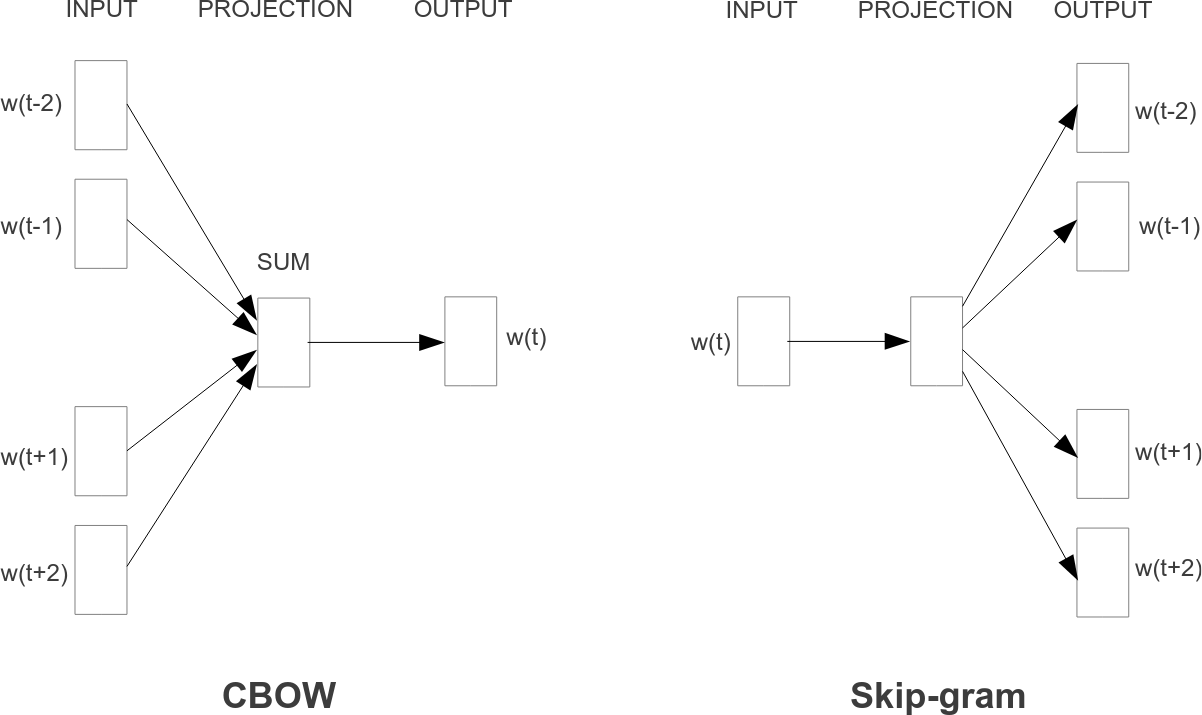 INPUT PROJECTION OUTPUT
w(t-2)
w(t-1)
SUM
w(t)
w(t+1)
w(t+2)
CBOW
INPUT PROJECTION OUTPUT
w(t-2)
w(t-1)
w(t)
w(t+1)
w(t+2)
Skip-gram